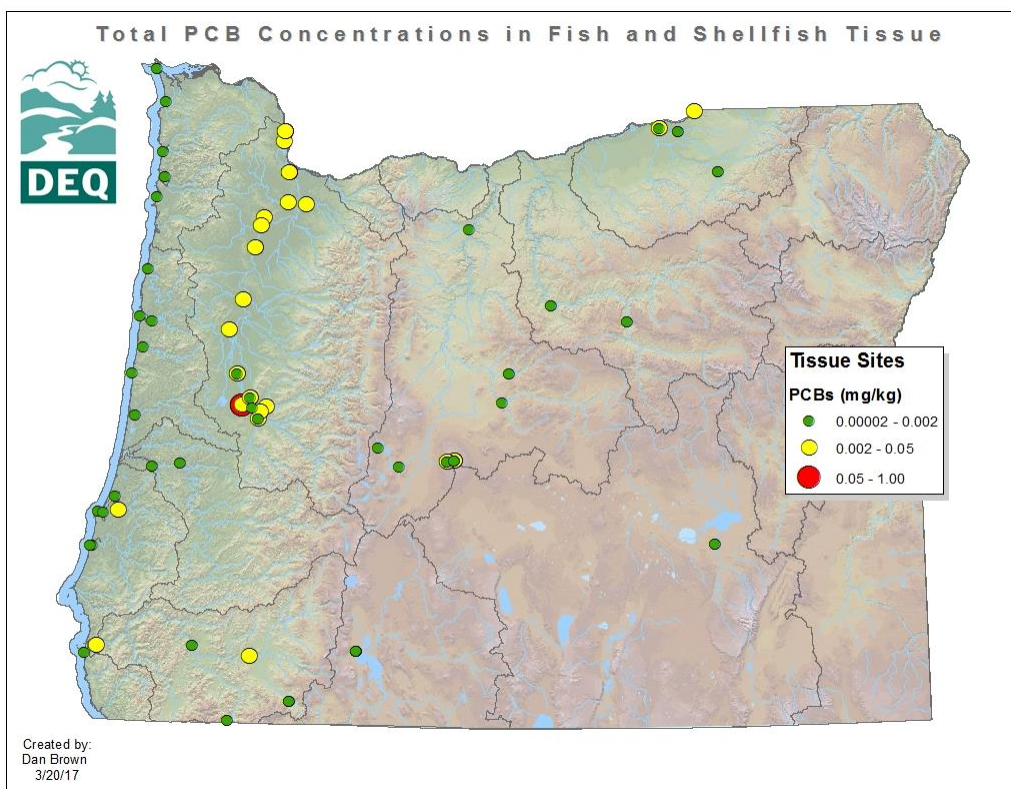 Total PCB Concentrations in Fish and Shellfish Tissue
DEQ
Tissue Sites
PCBs (mg/kg)
0.00002 - 0.002
0.002 - 0.05
0.05 - 1.00
Created by:
Dan Brown
3/20/17